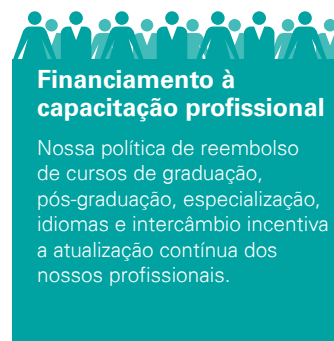 Financiamento à
capacitação profissional
Nossa política de reembolso
de cursos de graduação,
pós-graduação, especialização,
idiomas e intercâmbio incentiva
a atualização contínua dos
nossos profissionais.